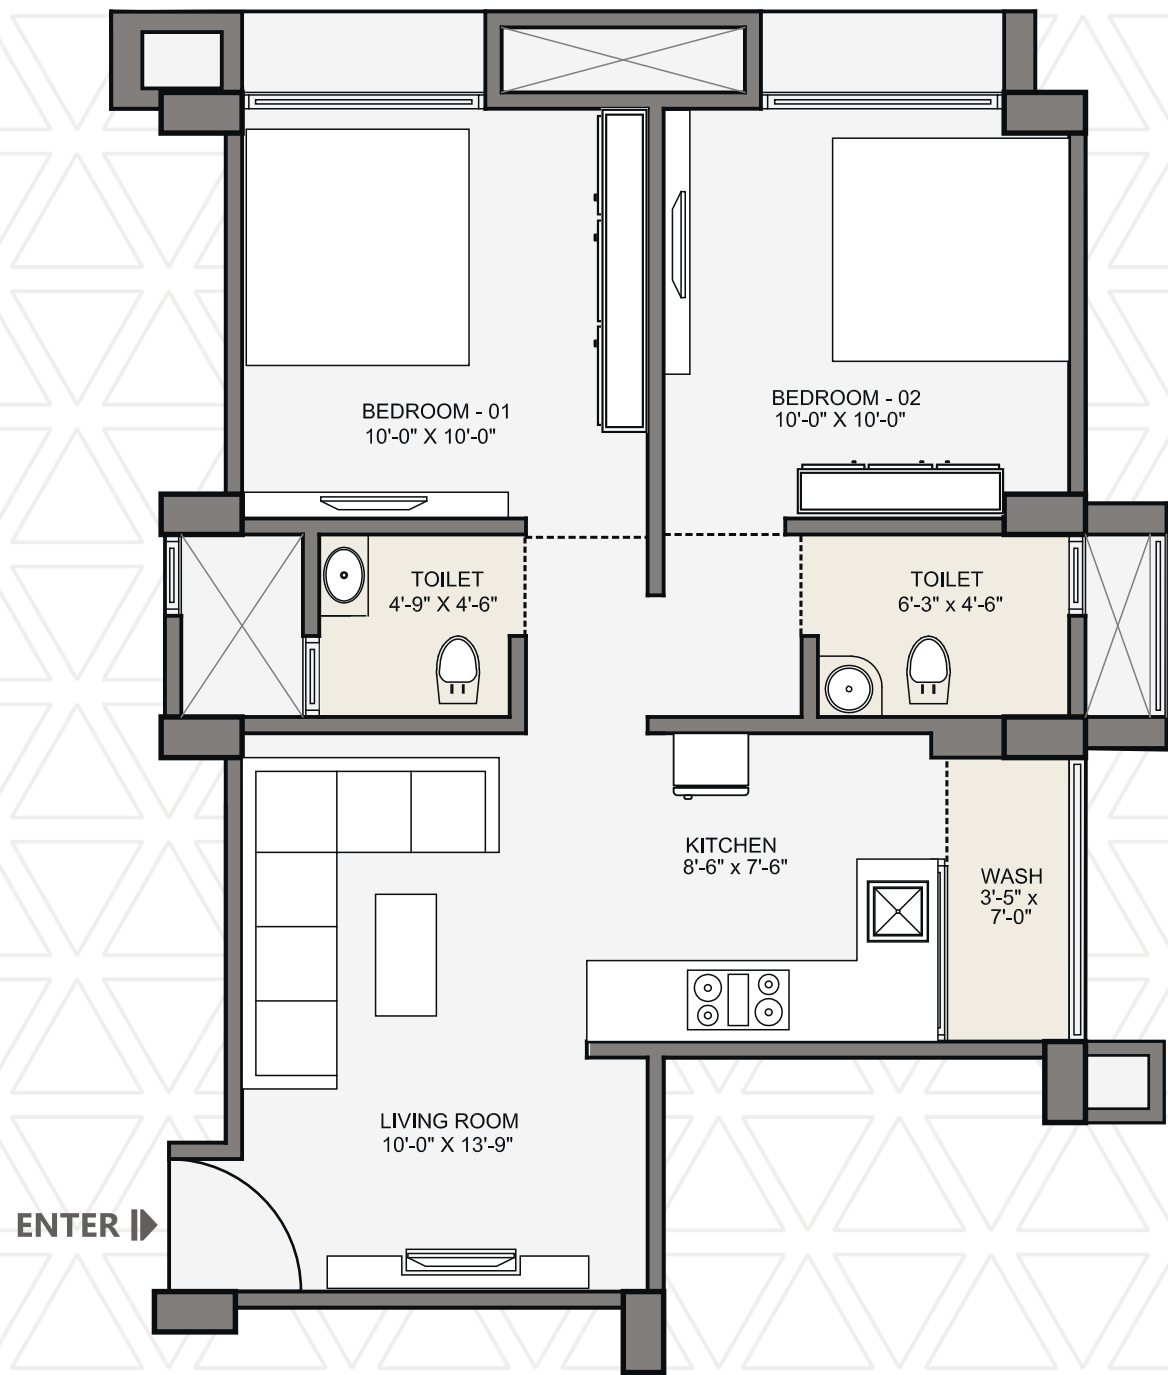 BEDROOM - 01
10'-0" X 10'-0"
BEDROOM - 02
10'-0" X 10'-0"
TOILET
4'-9" X 4'-6"
TOILET
6'-3" x 4'-6"
KITCHEN
8'-6" x 7'-6"
WASH
3'-5" x
7'-0"
LIVING ROOM
10'-0" X 13'-9"
ENTER